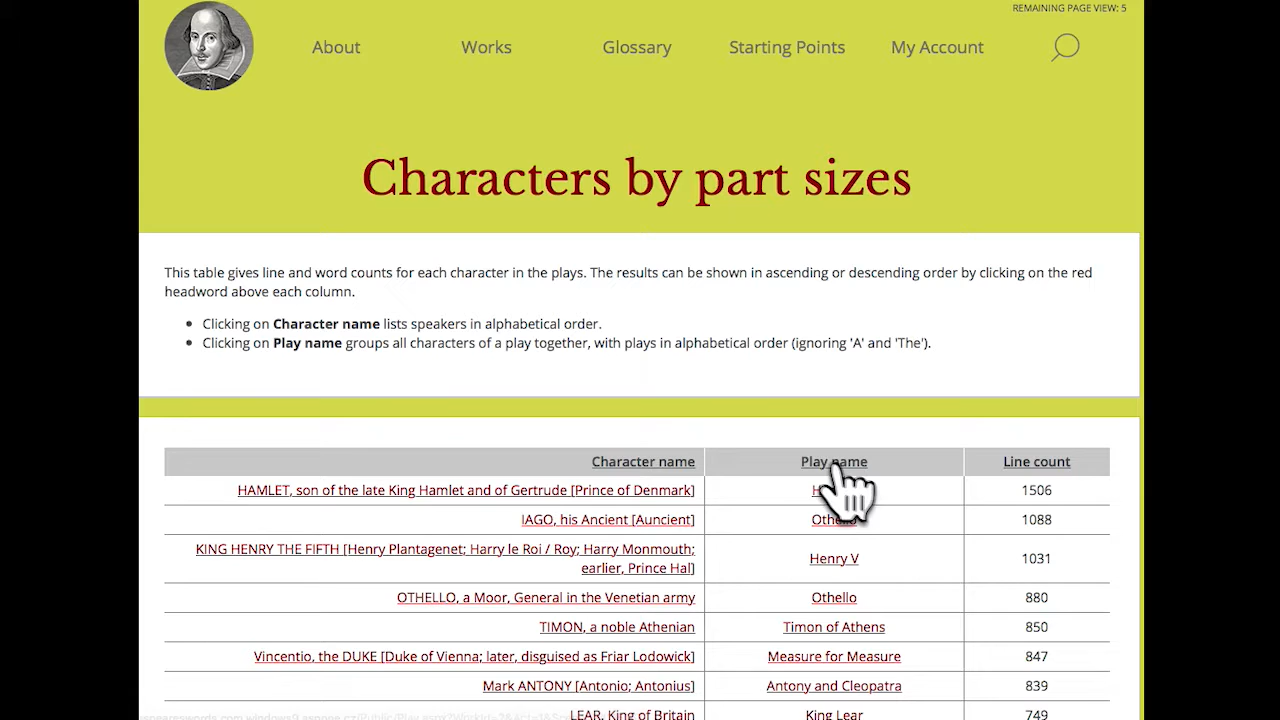 REMAINING PAGE VIEW: 5
About Works Glossary Starting Points My Account
Characters by part sizes
This table gives line and word counts for each character in the plays. The results can be shown in ascending or descending order by clicking on the red
headword above each column.
Clicking on Character name lists speakers in alphabetical order.
Clicking on Play name groups all characters of a play together, with plays in alphabetical order (ignoring 'A' and 'The').
Character name Play name Line count
HAMLET, son of the late King Hamlet and of Gertrude [Prince of Denmark] 1506
IAGO, his Ancient [Auncient] Othello 1088
KING HENRY THE FIFTH [Henry Plantagenet; Harry le Roi / Roy; Harry Monmouth;
earlier, Prince Hal] Henry V 1031
OTHELLO, a Moor, General in the Venetian army Othello 880
TIMON, a noble Athenian Timon of Athens 850
Vincentio, the DUKE [Duke of Vienna; later, disguised as Friar Lodowick] Measure for Measure 847
Mark ANTONY [Antonio; Antonius] Antony and Cleopatra 839
LEAR, King of Britain King Lear 749